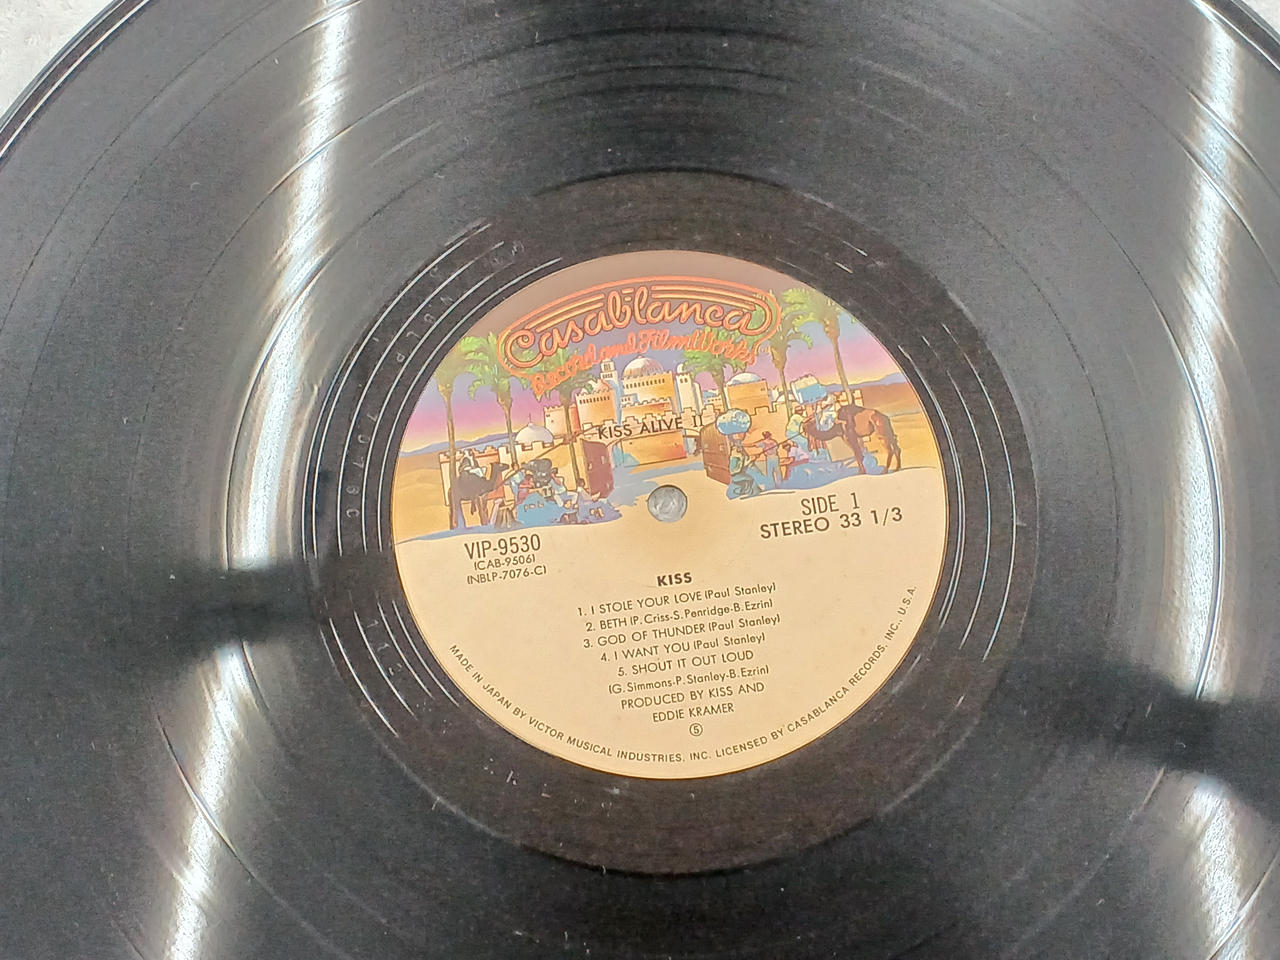 Casablanca
Record and FilmWorks
KISS ALIVE II
SIDE 1
STEREO 33 1/3
VIP-9530
(CAB-9506)
(NBLP-7076-C)
KISS
1. I STOLE YOUR LOVE (Paul Stanley)
2. BETH (P. Criss-S. Penridge-B. Ezrin)
3. GOD OF THUNDER (Paul Stanley)
4. I WANT YOU (Paul Stanley)
5. SHOUT IT OUT LOUD
(G. Simmons-P. Stanley-B. Ezrin)
PRODUCED BY KISS AND
EDDIE KRAMER
⑤
MADE IN JAPAN BY VICTOR MUSICAL INDUSTRIES, INC. LICENSED BY CASABLANCA RECORDS, INC., U.S.A.